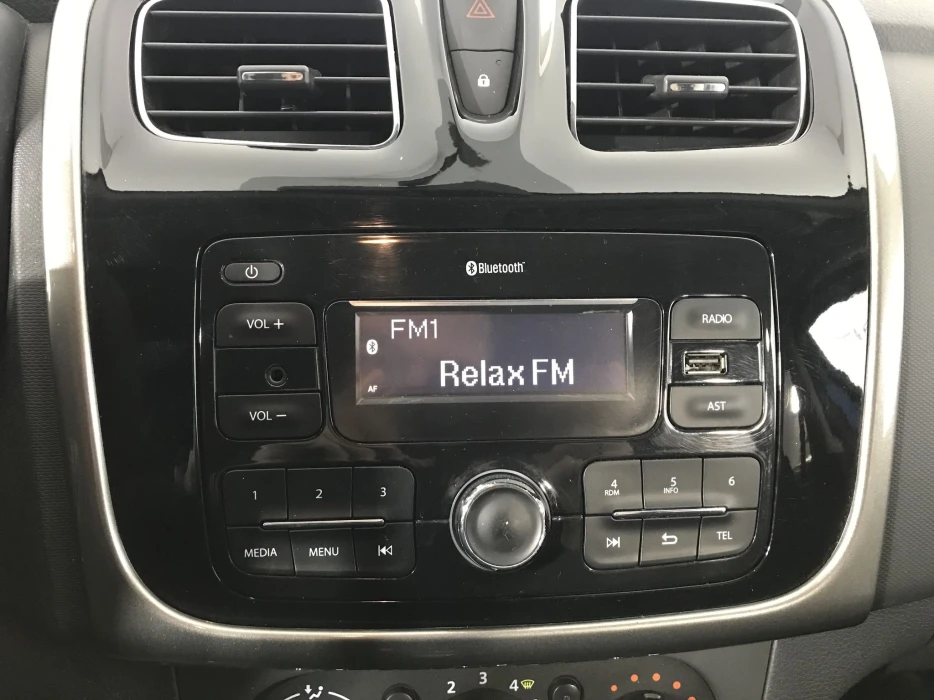 Bluetooth
VOL +
VOL −
FM1
AF
Relax FM
RADIO
AST
1
2
3
4
RDM
5
INFO
6
MEDIA
MENU
TEL
2
3
4